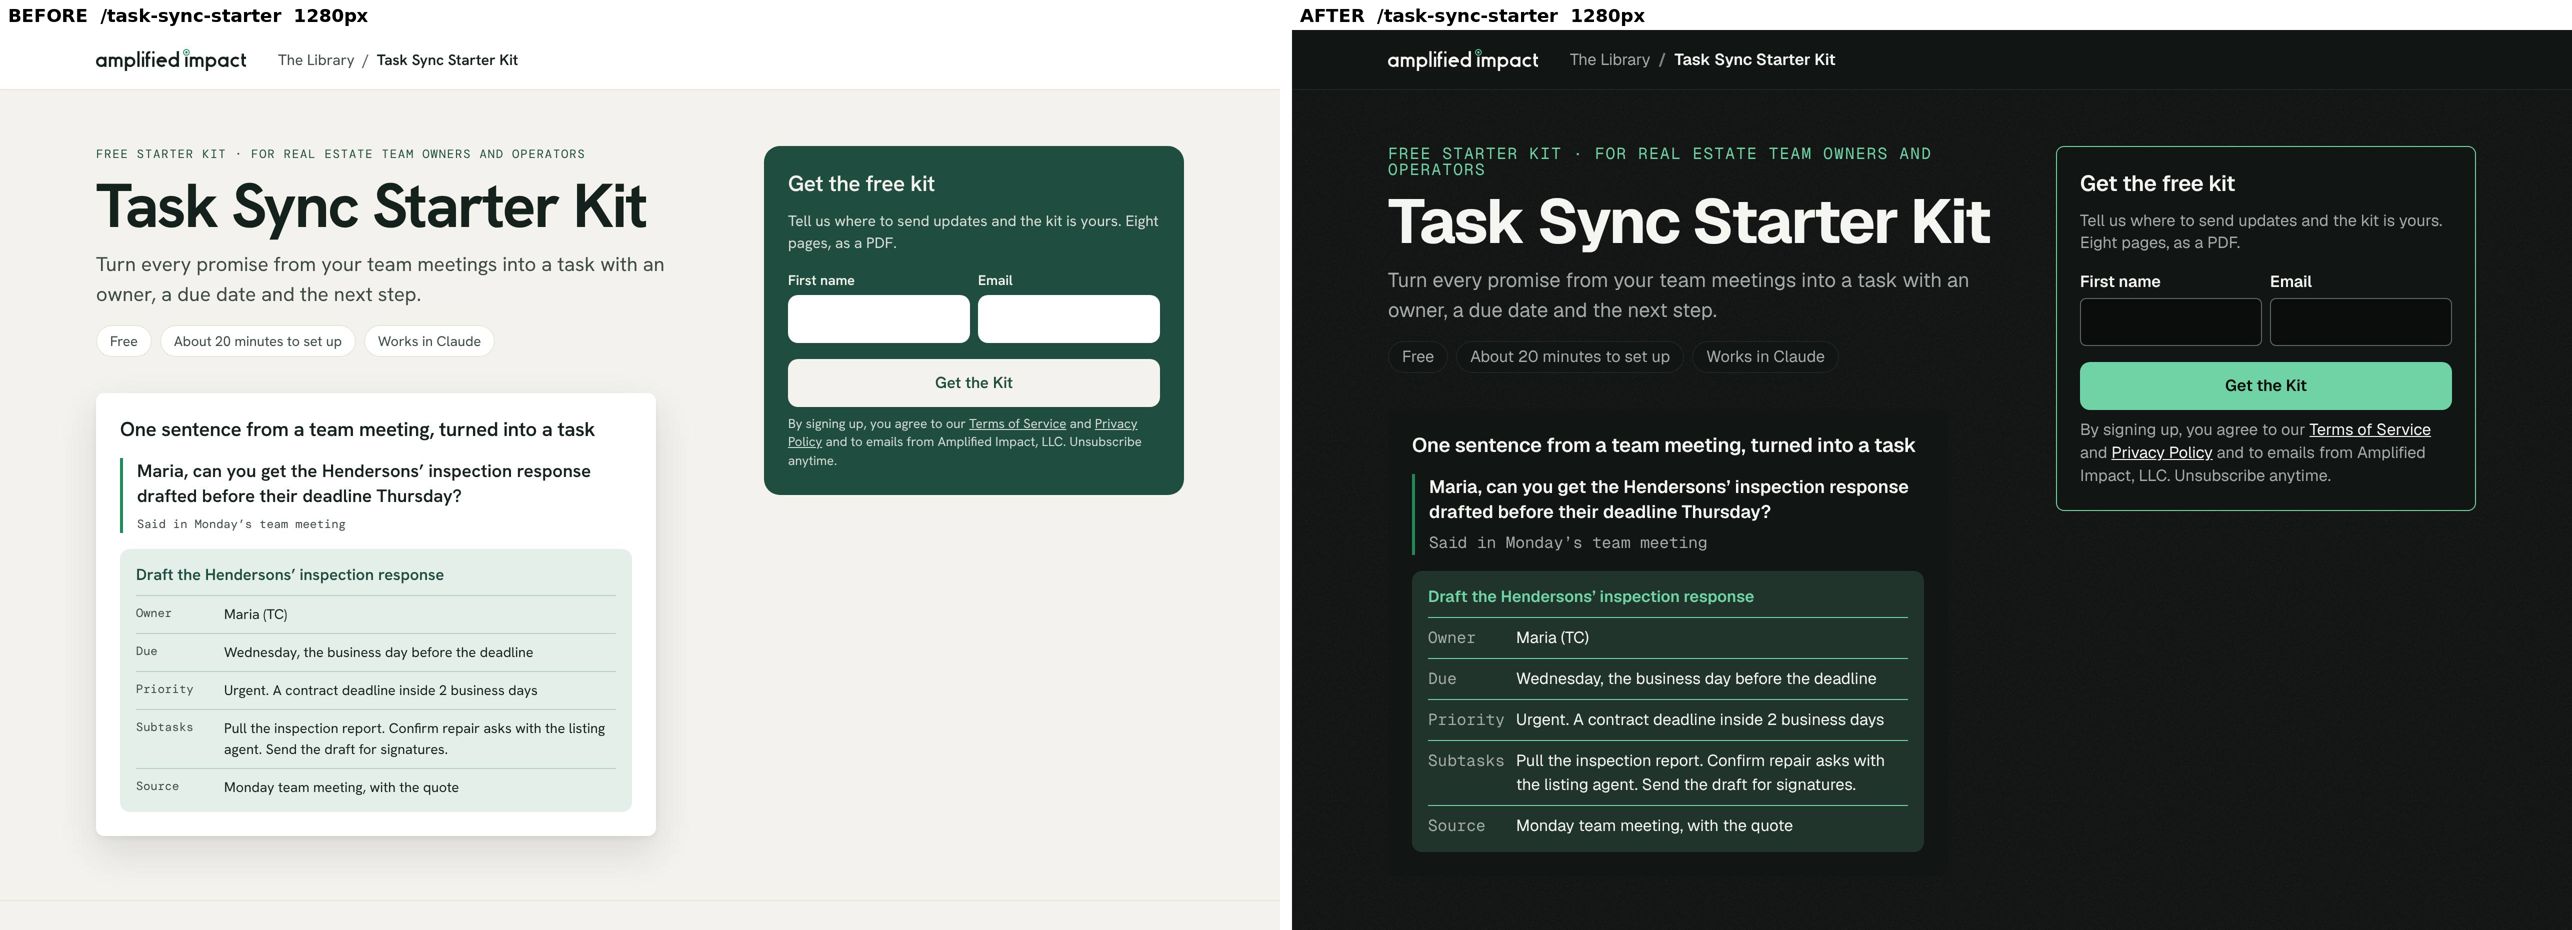 BEFORE /task-sync-starter 1280px
amplified impact
The Library / Task Sync Starter Kit
FREE STARTER KIT · FOR REAL ESTATE TEAM OWNERS AND OPERATORS
Task Sync Starter Kit
Turn every promise from your team meetings into a task with an
owner, a due date and the next step.
Free
About 20 minutes to set up
Works in Claude
One sentence from a team meeting, turned into a task
Maria, can you get the Hendersons’ inspection response
drafted before their deadline Thursday?
Said in Monday’s team meeting
Draft the Hendersons’ inspection response
Owner Maria (TC)
Due Wednesday, the business day before the deadline
Priority Urgent. A contract deadline inside 2 business days
Subtasks Pull the inspection report. Confirm repair asks with the listing
agent. Send the draft for signatures.
Source Monday team meeting, with the quote
Get the free kit
Tell us where to send updates and the kit is yours. Eight
pages, as a PDF.
First name Email
Get the Kit
By signing up, you agree to our Terms of Service and Privacy
Policy and to emails from Amplified Impact, LLC. Unsubscribe
anytime.
AFTER /task-sync-starter 1280px
amplified impact
The Library / Task Sync Starter Kit
FREE STARTER KIT · FOR REAL ESTATE TEAM OWNERS AND
OPERATORS
Task Sync Starter Kit
Turn every promise from your team meetings into a task with an
owner, a due date and the next step.
Free
About 20 minutes to set up
Works in Claude
One sentence from a team meeting, turned into a task
Maria, can you get the Hendersons’ inspection response
drafted before their deadline Thursday?
Said in Monday’s team meeting
Draft the Hendersons’ inspection response
Owner Maria (TC)
Due Wednesday, the business day before the deadline
Priority Urgent. A contract deadline inside 2 business days
Subtasks Pull the inspection report. Confirm repair asks with
the listing agent. Send the draft for signatures.
Source Monday team meeting, with the quote
Get the free kit
Tell us where to send updates and the kit is yours.
Eight pages, as a PDF.
First name Email
Get the Kit
By signing up, you agree to our Terms of Service
and Privacy Policy and to emails from Amplified
Impact, LLC. Unsubscribe anytime.